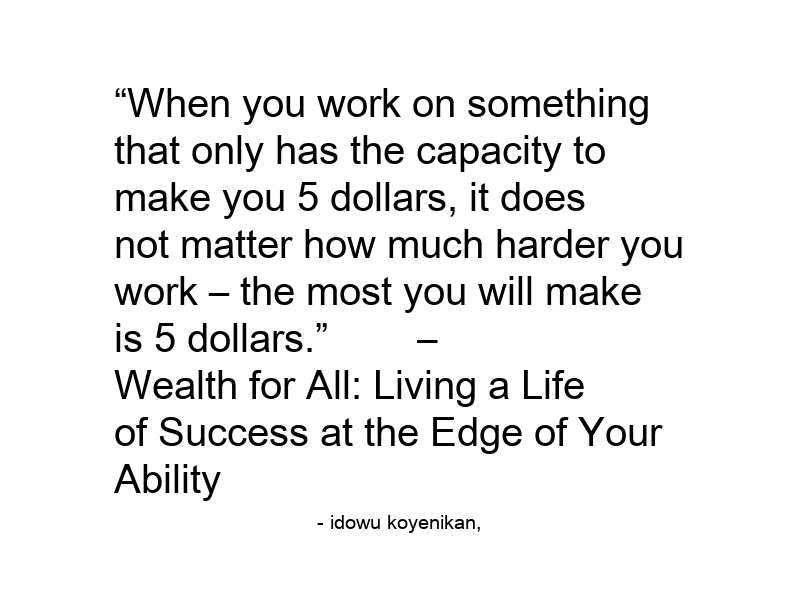 “When you work on something
that only has the capacity to
make you 5 dollars, it does
not matter how much harder you
work – the most you will make
is 5 dollars.” –
Wealth for All: Living a Life
of Success at the Edge of Your
Ability
- idowu koyenikan,